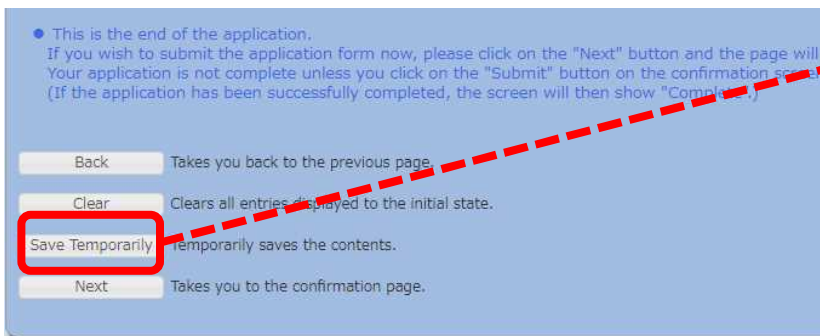 ● This is the end of the application.
If you wish to submit the application form now, please click on the "Next" button and the page will
Your application is not complete unless you click on the "Submit" button on the confirmation screen
(If the application has been successfully completed, the screen will then show "Complete".)
Back Takes you back to the previous page.
Clear Clears all entries displayed to the initial state.
Save Temporarily Temporarily saves the contents.
Next Takes you to the confirmation page.